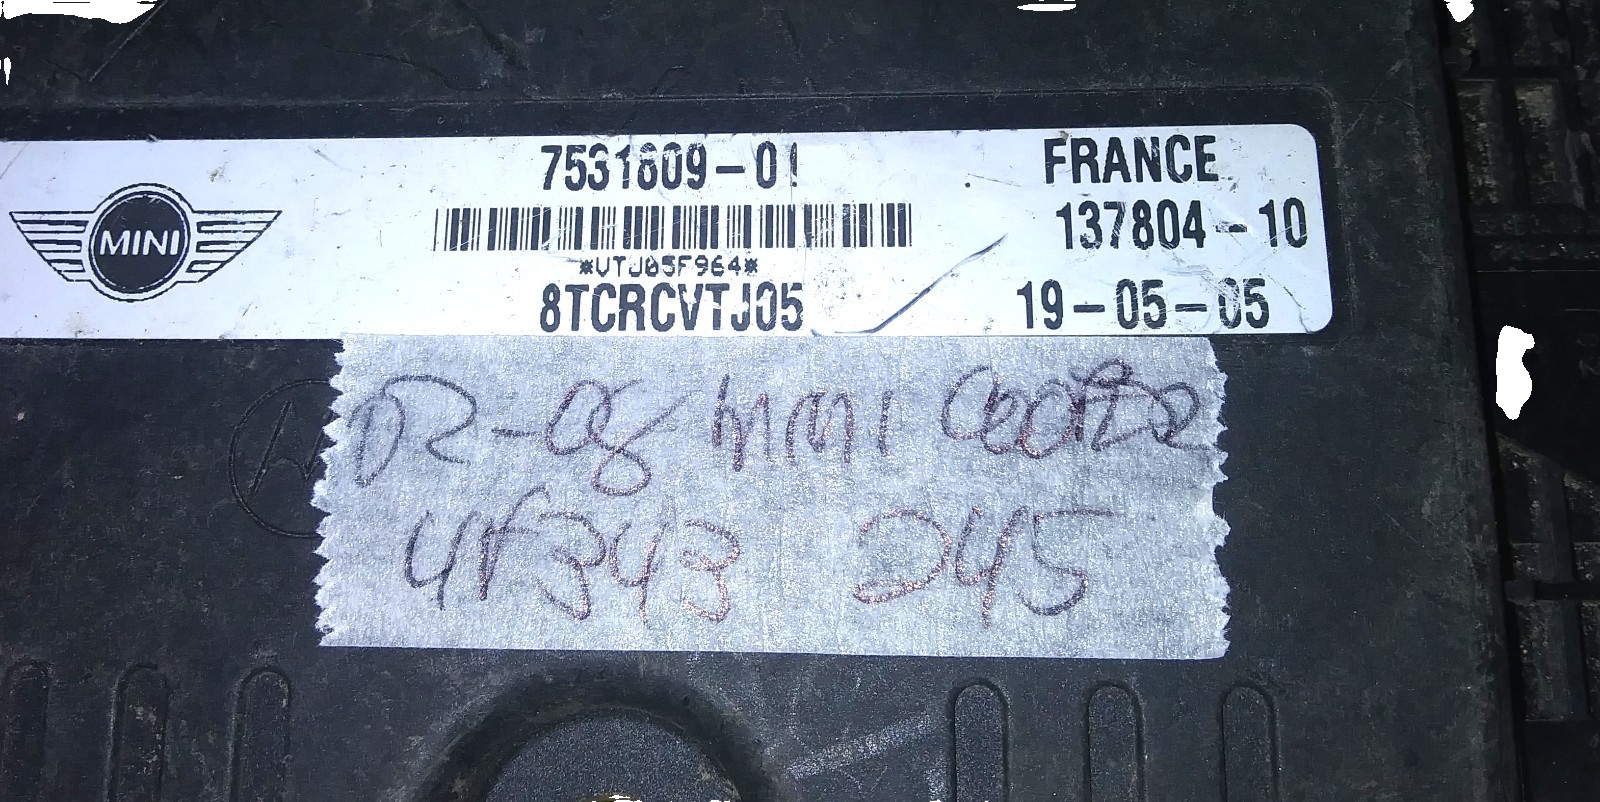 7531809-01
FRANCE
137804-10
MINI
*VTJ05F964*
8TCRCVTJ05
19-05-05
02-08 MINI COOPER
4F343 245